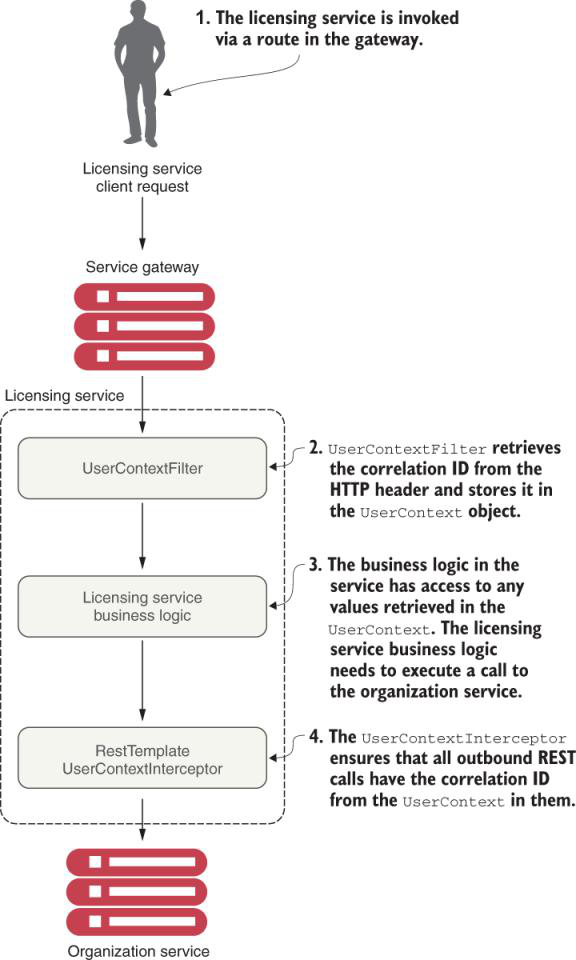 1. The licensing service is invoked
via a route in the gateway.
Licensing service
client request
Service gateway
Licensing service
UserContextFilter
2. UserContextFilter retrieves
the correlation ID from the
HTTP header and stores it in
the UserContext object.
Licensing service
business logic
3. The business logic in the
service has access to any
values retrieved in the
UserContext. The licensing
service business logic
needs to execute a call to
the organization service.
RestTemplate
UserContextInterceptor
4. The UserContextInterceptor
ensures that all outbound REST
calls have the correlation ID
from the UserContext in them.
Organization service